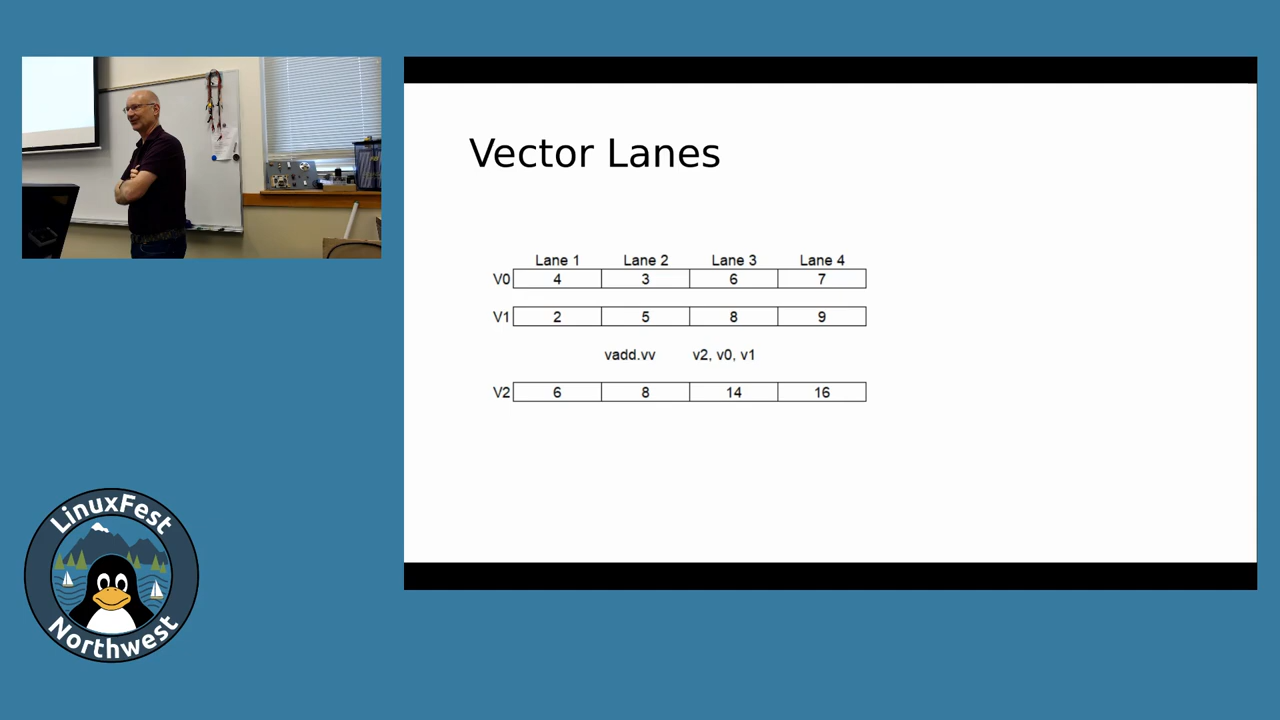 Vector Lanes
Lane 1 Lane 2 Lane 3 Lane 4
V0 4 3 6 7
V1 2 5 8 9
vadd.vv v2, v0, v1
V2 6 8 14 16
LinuxFest
Northwest